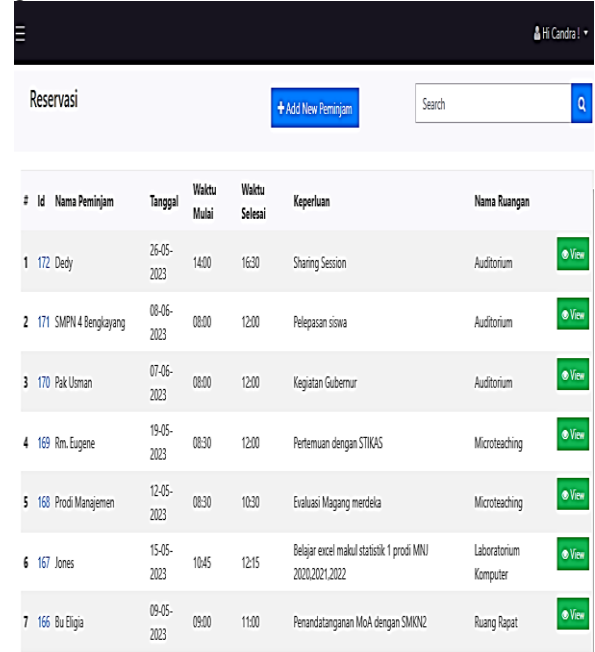 Hi Candra !
Reservasi
Add New Peminjam
Search
# Id Nama Peminjam Tanggal Waktu Mulai Waktu Selesai Keperluan Nama Ruangan
1 172 Dedy 26-05-2023 14:00 16:30 Sharing Session Auditorium View
2 171 SMPN 4 Bengkayang 08-06-2023 08:00 12:00 Pelepasan siswa Auditorium View
3 170 Pak Usman 07-06-2023 08:00 12:00 Kegiatan Gubernur Auditorium View
4 169 Rm. Eugene 19-05-2023 08:30 12:00 Pertemuan dengan STIKAS Microteaching View
5 168 Prodi Manajemen 12-05-2023 08:30 10:30 Evaluasi Magang merdeka Microteaching View
6 167 Jones 15-05-2023 10:45 12:15 Belajar excel makul statistik 1 prodi MNJ 2020,2021,2022 Laboratorium Komputer View
7 166 Bu Eligia 09-05-2023 09:00 11:00 Penandatanganan MoA dengan SMKN2 Ruang Rapat View